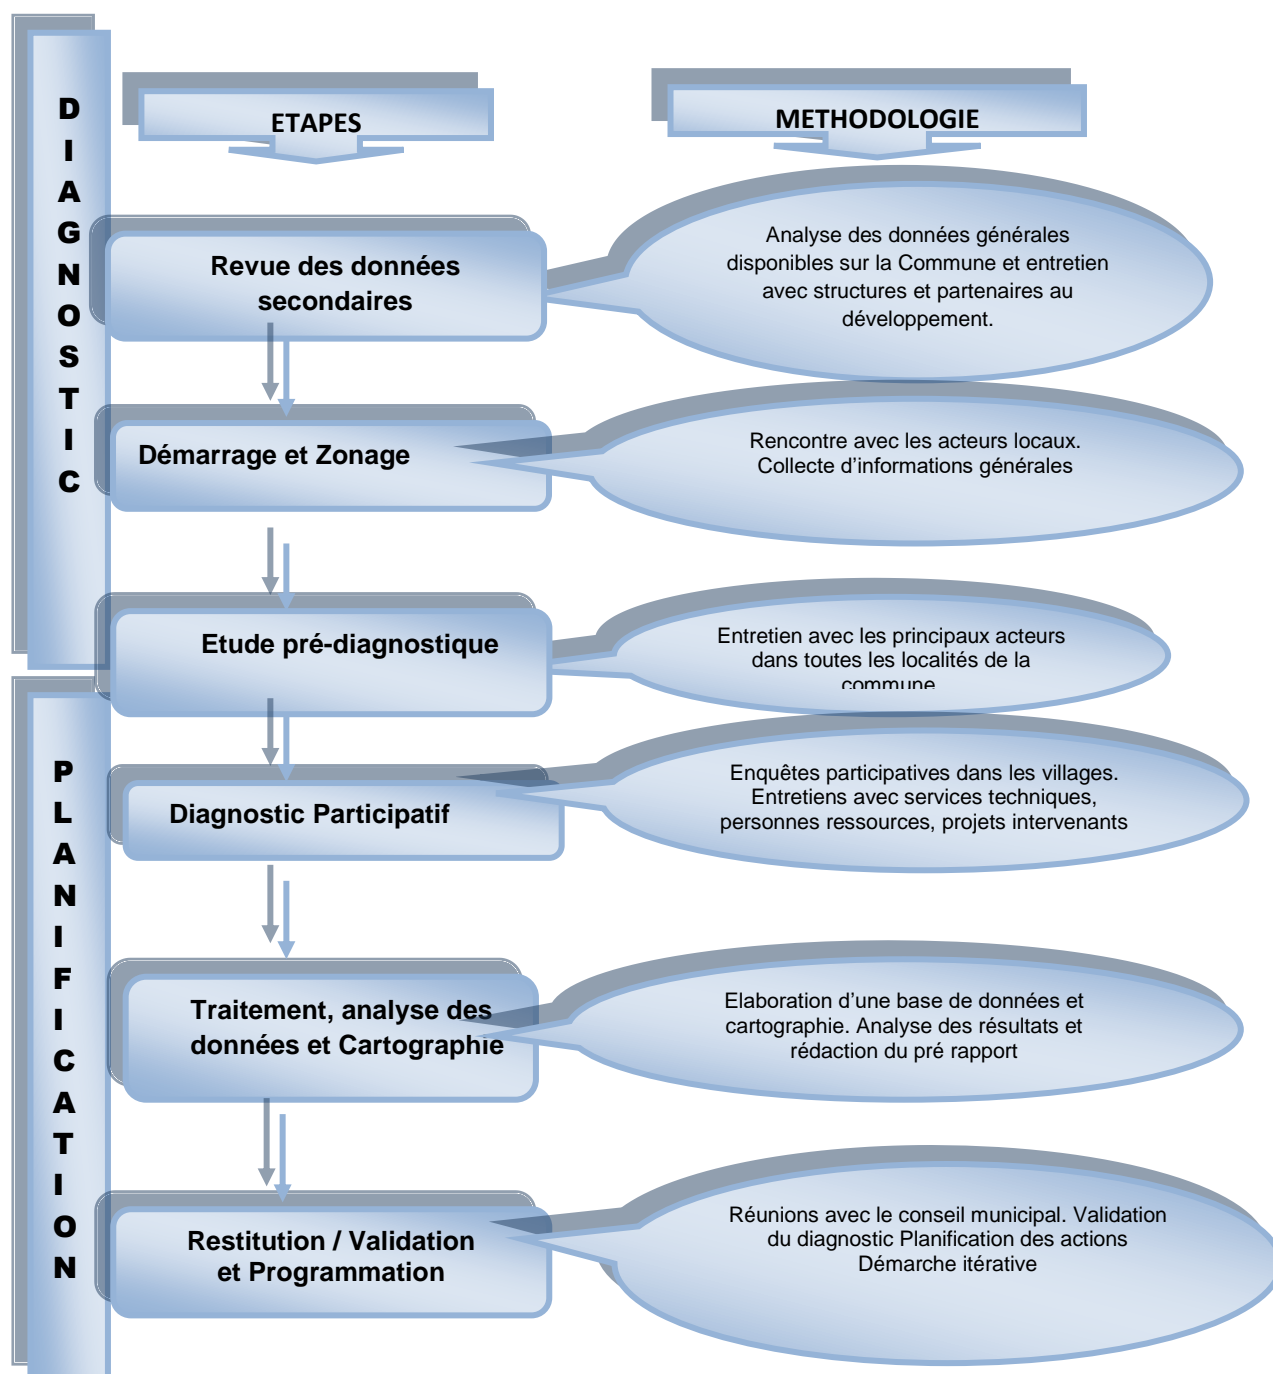 DIAGNOSTIC
ETAPES
METHODOLOGIE
Revue des données
secondaires
Analyse des données générales
disponibles sur la Commune et entretien
avec structures et partenaires au
développement.
Démarrage et Zonage
Rencontre avec les acteurs locaux.
Collecte d’informations générales
Etude pré-diagnostique
Entretien avec les principaux acteurs
dans toutes les localités de la
commune
PLANIFICATION
Diagnostic Participatif
Enquêtes participatives dans les villages.
Entretiens avec services techniques,
personnes ressources, projets intervenants
Traitement, analyse des
données et Cartographie
Elaboration d’une base de données et
cartographie. Analyse des résultats et
rédaction du pré rapport
Restitution / Validation
et Programmation
Réunions avec le conseil municipal. Validation
du diagnostic Planification des actions
Démarche itérative